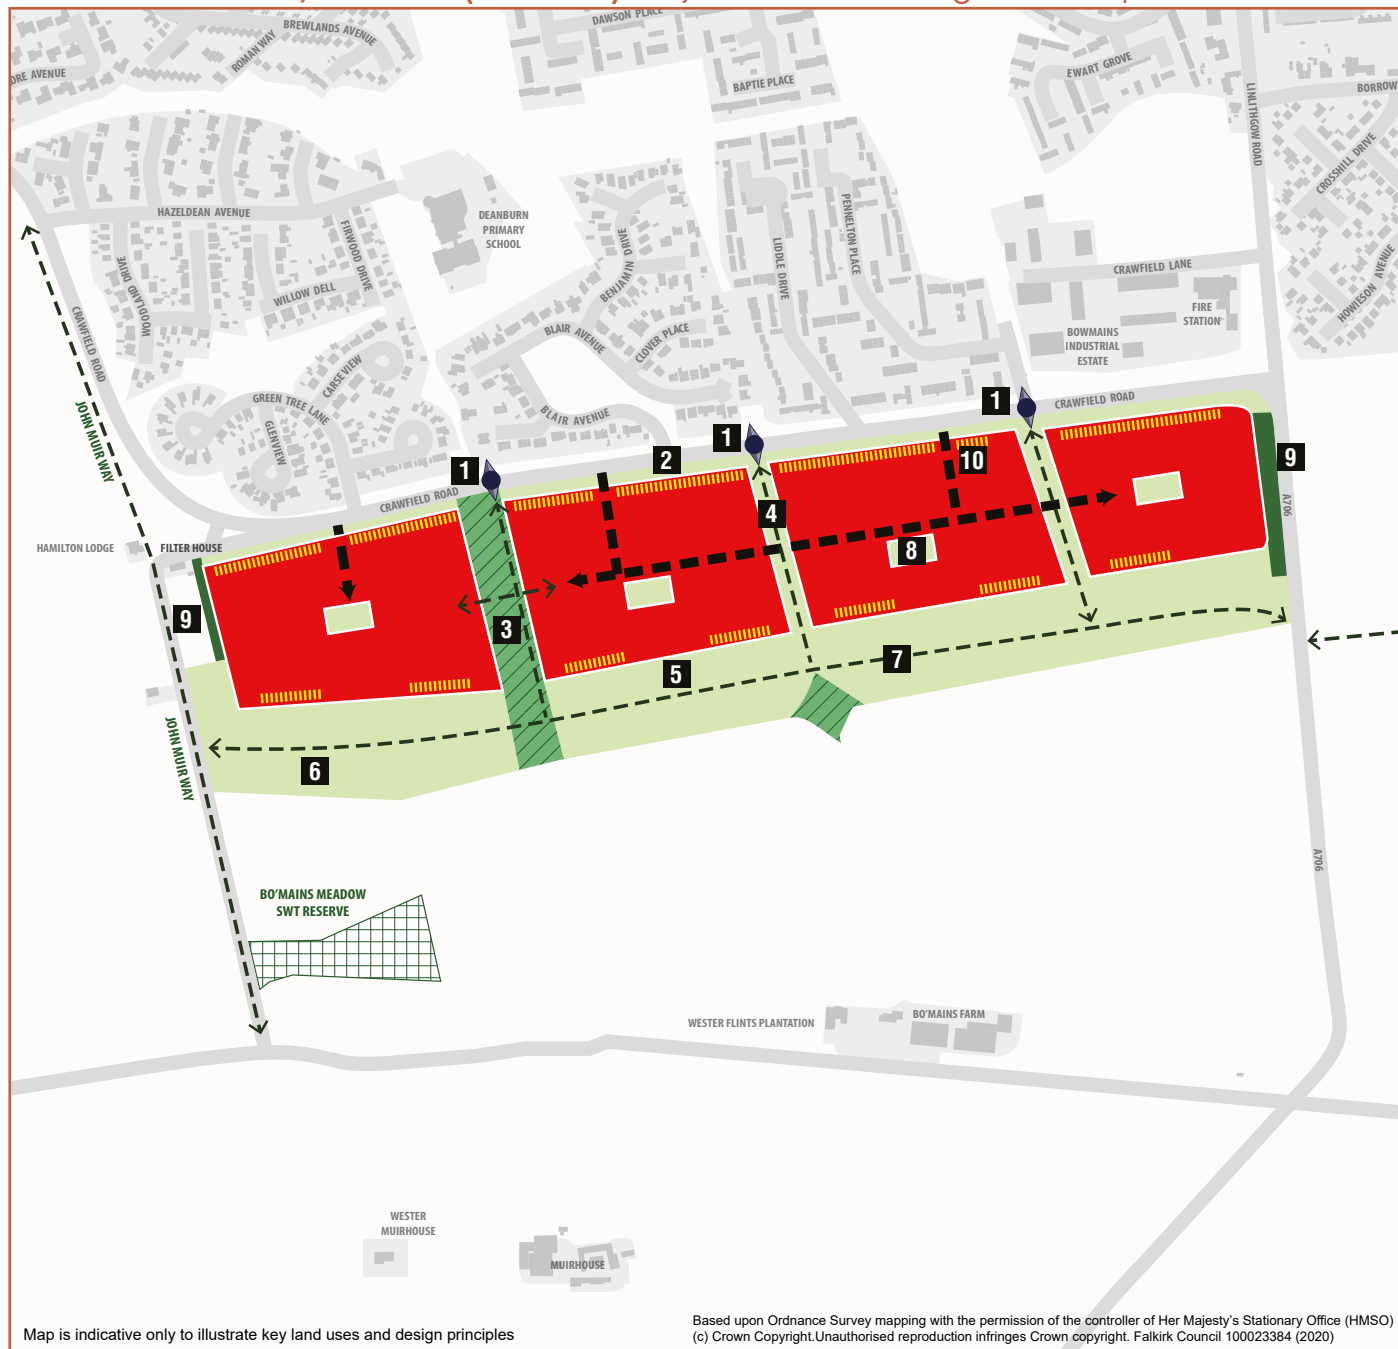 BREWLANDS AVENUE
ROMAN WAY
ORE AVENUE
DAWSON PLACE
BAPTIE PLACE
EWART GROVE
BORROW
LINLITHGOW ROAD
CROSSHILL DRIVE
HOWIESON AVENUE
HAZELDEAN AVENUE
FIRWOOD DRIVE
WOODLAND DRIVE
WILLOW DELL
DEANBURN
PRIMARY
SCHOOL
BENJAMIN DRIVE
LIDDLE DRIVE
PENNELTON PLACE
CRAWFIELD LANE
FIRE
STATION
BOWMAINS
INDUSTRIAL
ESTATE
CRAWFIELD ROAD
CARSE VIEW
GREEN TREE LANE
GLENVIEW
BLAIR AVENUE
CLOVER PLACE
BLAIR AVENUE
JOHN MUIR WAY
1
CRAWFIELD ROAD
1
2
1
10
9
A706
CRAWFIELD ROAD
4
HAMILTON LODGE
FILTER HOUSE
8
9
3
5
7
6
JOHN MUIR WAY
A706
BO'MAINS MEADOW
SWT RESERVE
WESTER FLINTS PLANTATION
BO'MAINS FARM
WESTER
MUIRHOUSE
MUIRHOUSE
Map is indicative only to illustrate key land uses and design principles
Based upon Ordnance Survey mapping with the permission of the controller of Her Majesty's Stationary Office (HMSO)
(c) Crown Copyright.Unauthorised reproduction infringes Crown copyright. Falkirk Council 100023384 (2020)